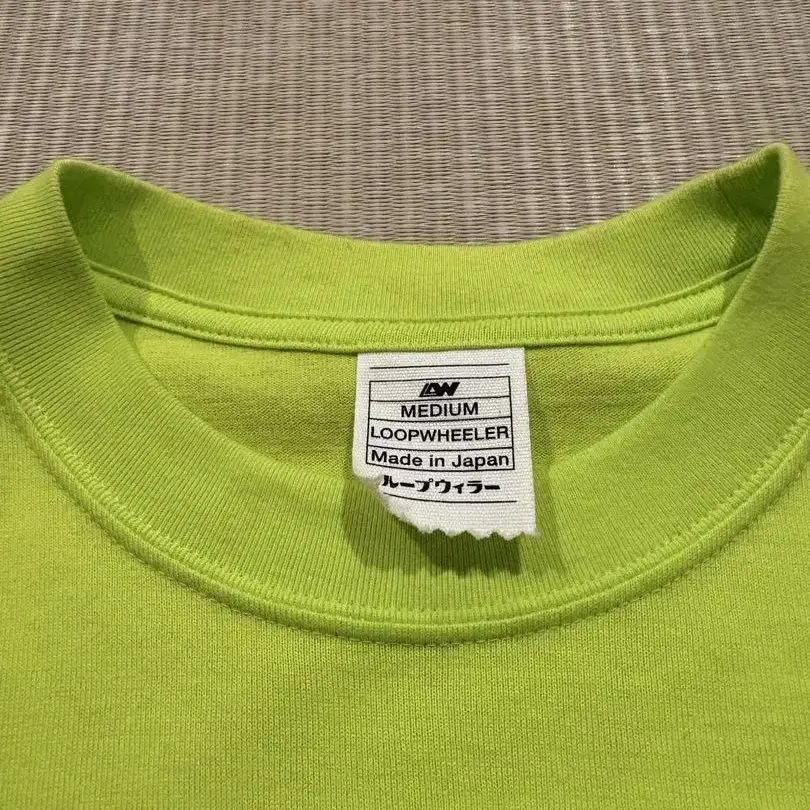 LW
MEDIUM
LOOPWHEELER
Made in Japan
ループウィラー